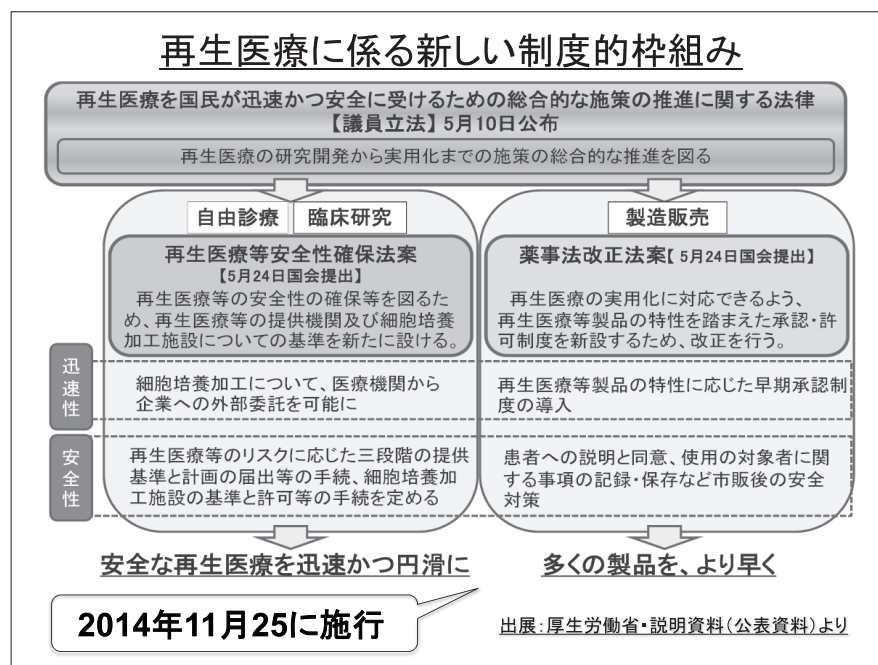 再生医療に係る新しい制度的枠組み
再生医療を国民が迅速かつ安全に受けるための総合的な施策の推進に関する法律
【議員立法】 5月10日公布
再生医療の研究開発から実用化までの施策の総合的な推進を図る
自由診療
臨床研究
再生医療等安全性確保法案
【5月24日国会提出】
再生医療等の安全性の確保等を図るた
め、再生医療等の提供機関及び細胞培養
加工施設についての基準を新たに設ける。
製造販売
薬事法改正法案【 5月24日国会提出】
再生医療の実用化に対応できるよう、
再生医療等製品の特性を踏まえた承認・許
可制度を新設するため、改正を行う。
迅速性
細胞培養加工について、医療機関から
企業への外部委託を可能に
再生医療等製品の特性に応じた早期承認制
度の導入
安全性
再生医療等のリスクに応じた三段階の提供
基準と計画の届出等の手続、細胞培養加
工施設の基準と許可等の手続を定める
患者への説明と同意、使用の対象者に関
する事項の記録・保存など市販後の安全
対策
安全な再生医療を迅速かつ円滑に
多くの製品を、より早く
2014年11月25に施行
出展：厚生労働省・説明資料（公表資料）より